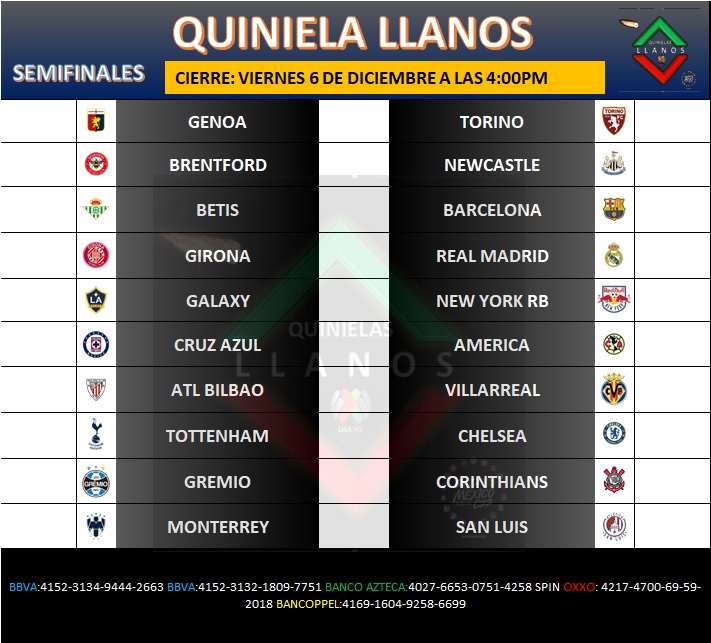 QUINIELA LLANOS
QUINIELAS
LLANOS
SEMIFINALES
CIERRE: VIERNES 6 DE DICIEMBRE A LAS 4:00PM
GENOA TORINO
BRENTFORD NEWCASTLE
BETIS BARCELONA
GIRONA REAL MADRID
GALAXY NEW YORK RB
CRUZ AZUL AMERICA
QUINIELAS
LLANOS
ATL BILBAO VILLARREAL
LIGA MX
TOTTENHAM CHELSEA
GREMIO CORINTHIANS
MONTERREY SAN LUIS
BBVA:4152-3134-9444-2663 BBVA:4152-3132-1809-7751 BANCO AZTECA:4027-6653-0751-4258 SPIN OXXO: 4217-4700-69-59-
2018 BANCOPPEL:4169-1604-9258-6699